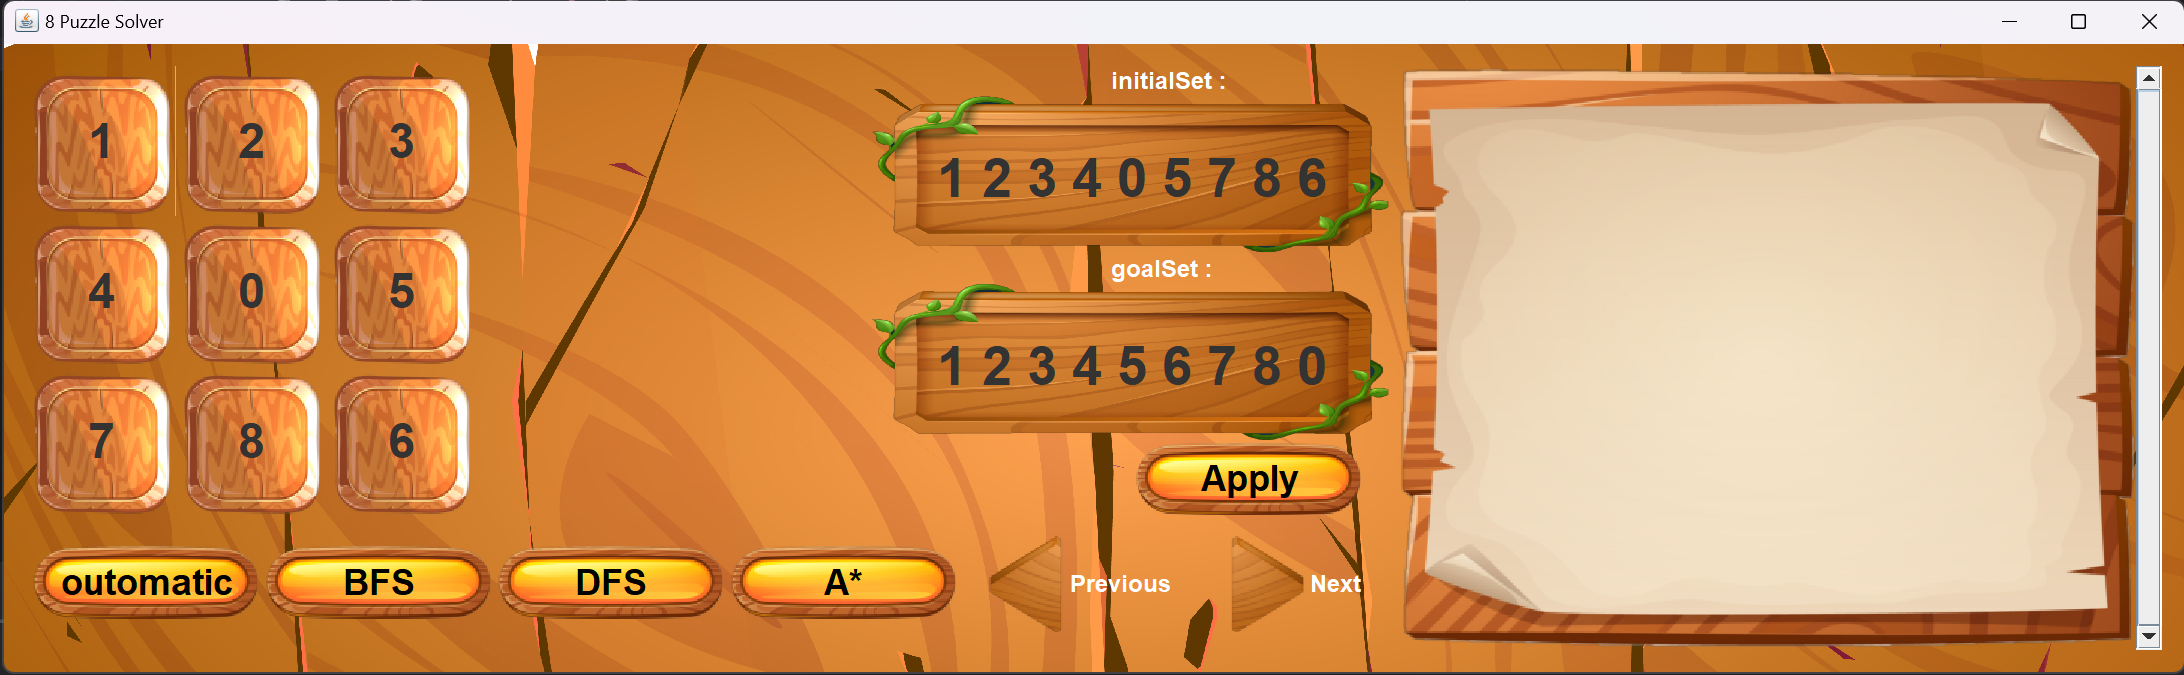 8 Puzzle Solver
1 2 3
4 0 5
7 8 6
initialSet :
1 2 3 4 0 5 7 8 6
goalSet :
1 2 3 4 5 6 7 8 0
Apply
outomatic BFS DFS A* Previous Next